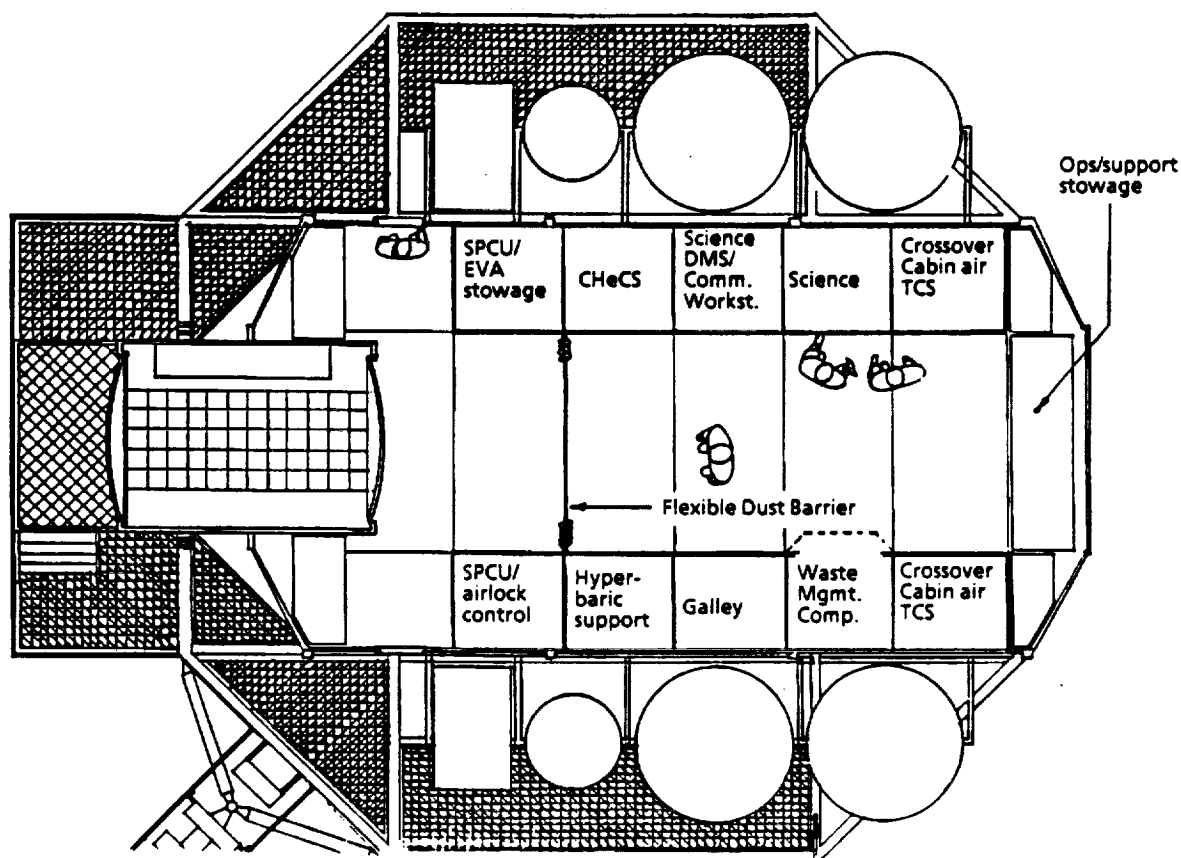 Ops/support
stowage
SPCU/
EVA
stowage
CHeCS
Science
DMS/
Comm.
Workst.
Science
Crossover
Cabin air
TCS
Flexible Dust Barrier
SPCU/
airlock
control
Hyper-
baric
support
Galley
Waste
Mgmt.
Comp.
Crossover
Cabin air
TCS